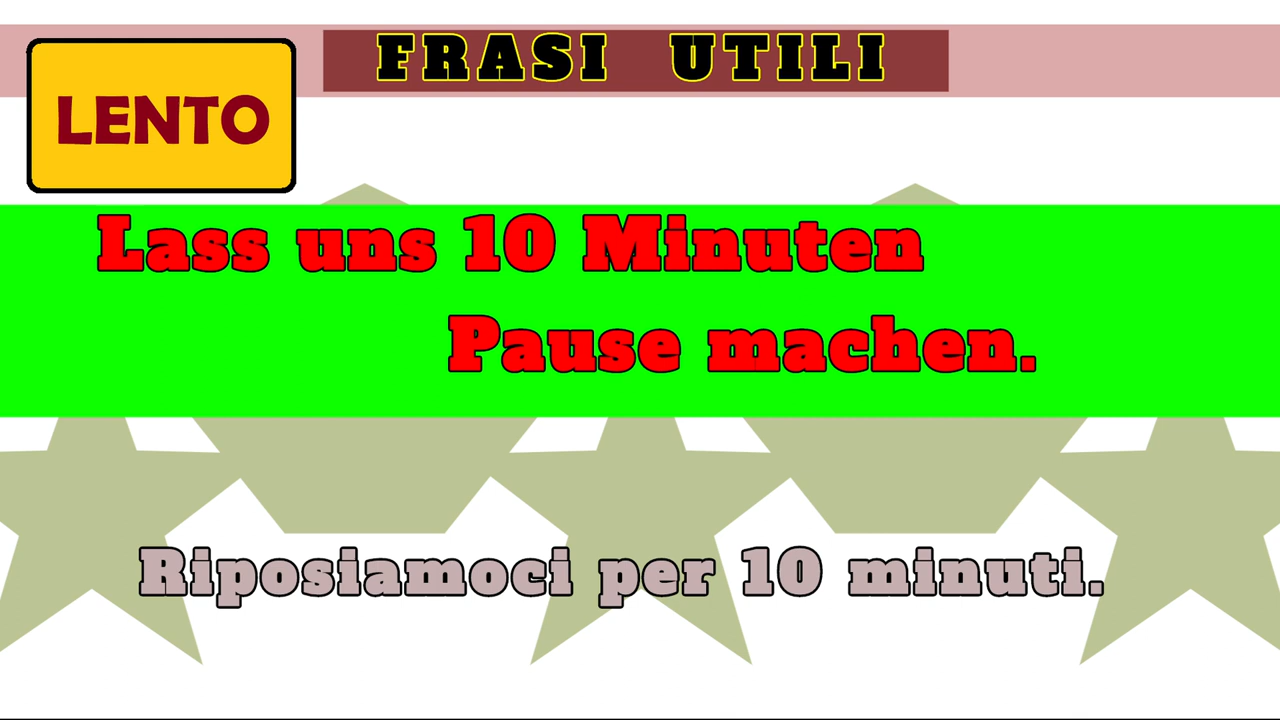 FRASI UTILI
LENTO
Lass uns 10 Minuten
Pause machen.
Riposiamoci per 10 minuti.